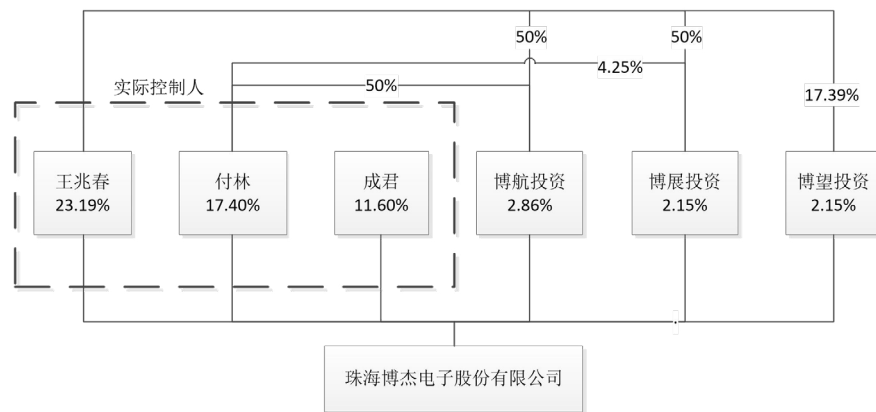 50%
50%
4.25%
实际控制人
50%
17.39%
王兆春
23.19%
付林
17.40%
成君
11.60%
博航投资
2.86%
博展投资
2.15%
博望投资
2.15%
珠海博杰电子股份有限公司